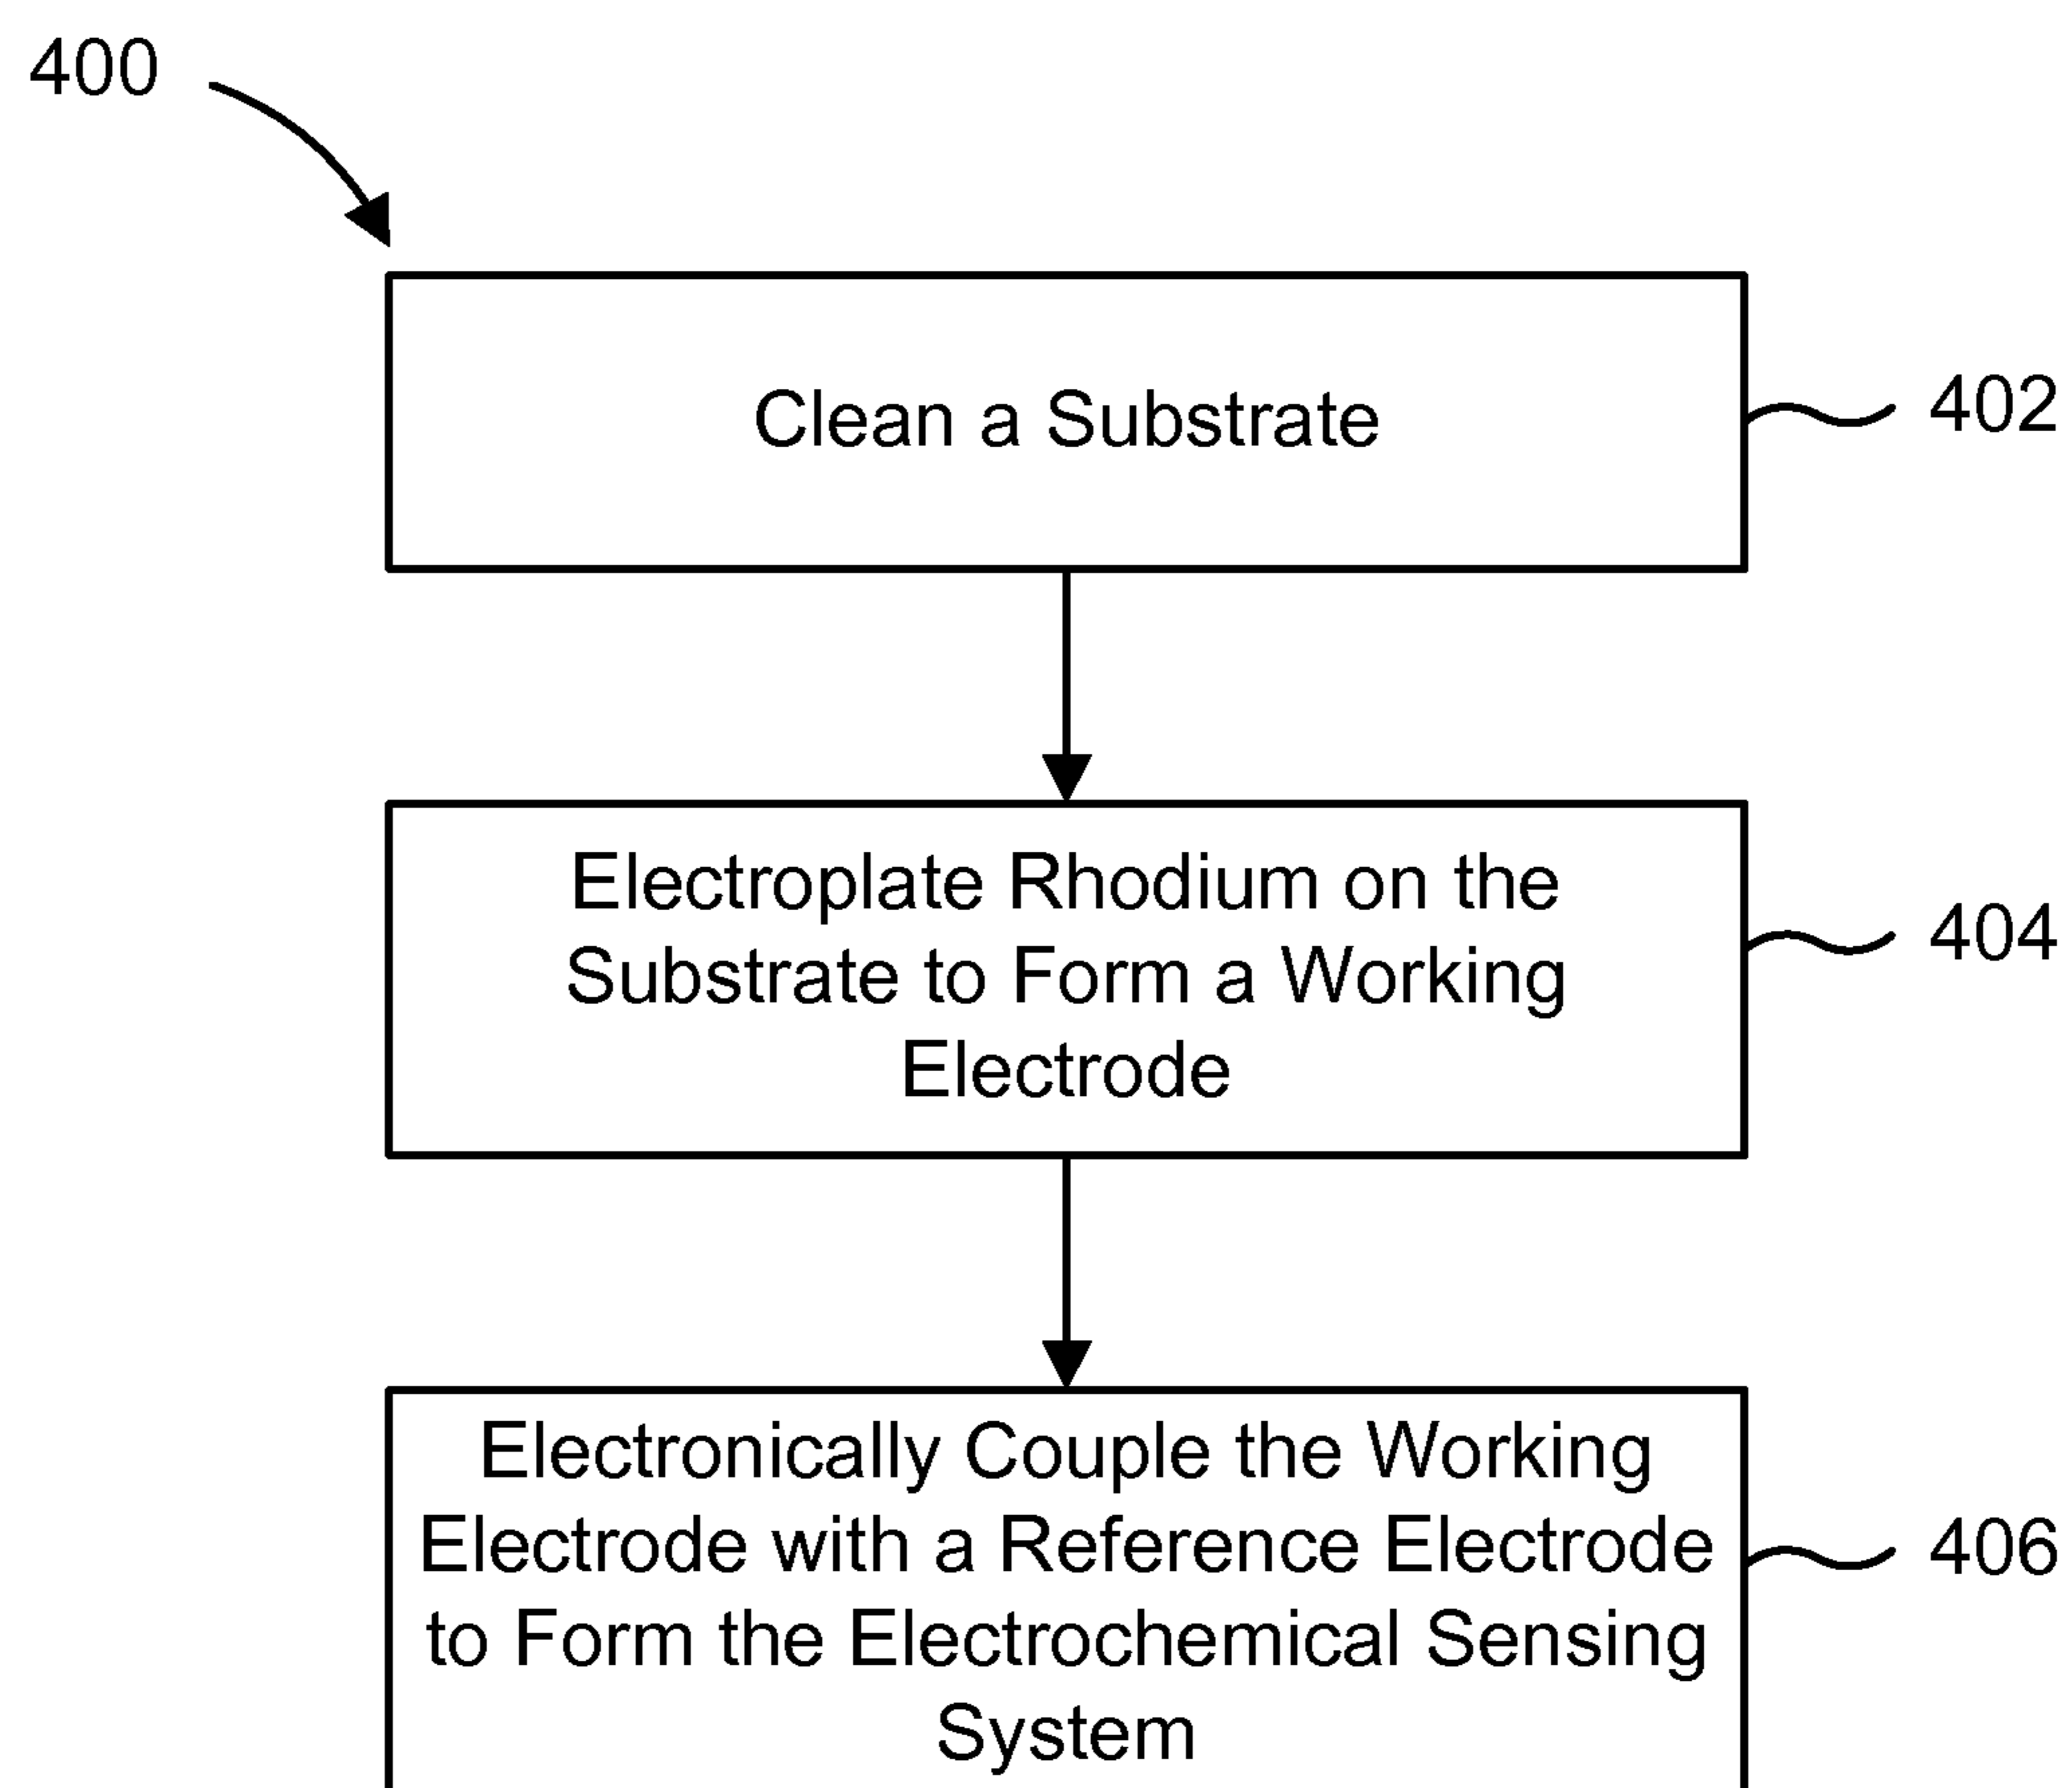 400
Clean a Substrate
402
Electroplate Rhodium on the
Substrate to Form a Working
Electrode
404
Electronically Couple the Working
Electrode with a Reference Electrode
to Form the Electrochemical Sensing
System
406